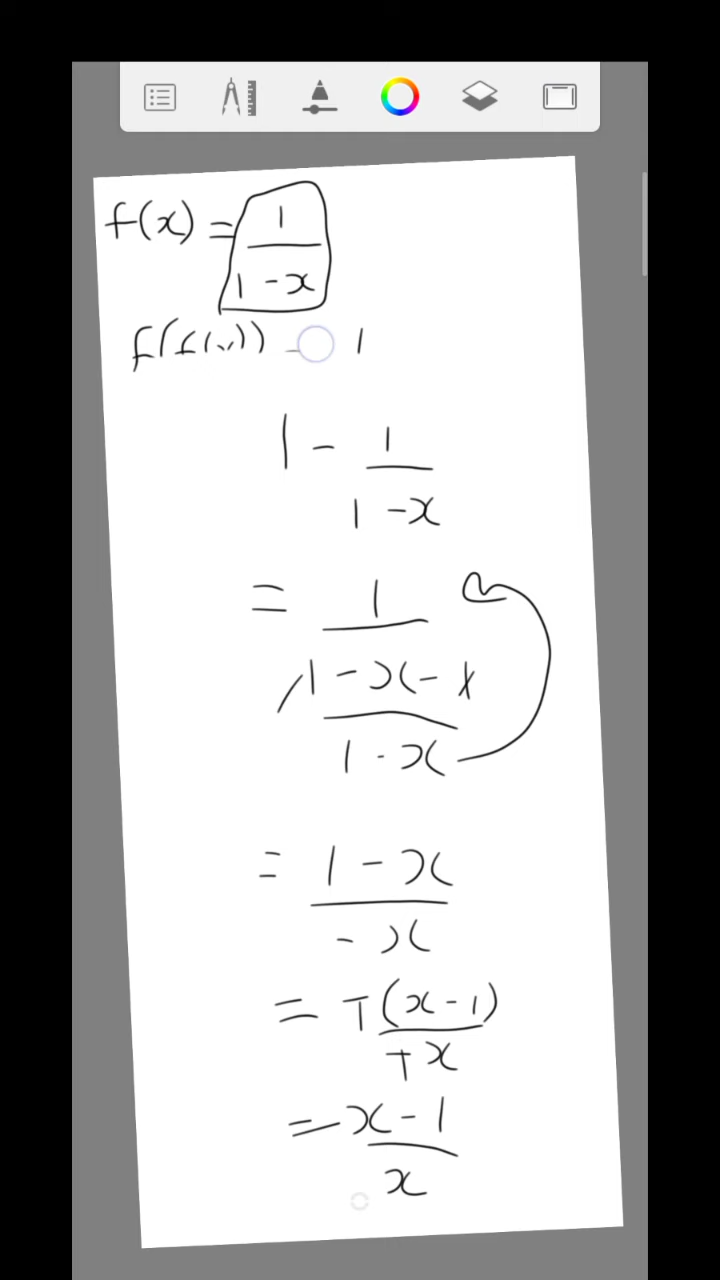 f(x) = 1
1 - x
f(f(x)) = 1
1 - 1
1 - x
= 1
1 - x - 1
1 - x
= 1 - x
- x
= -(x - 1)
- x
= x - 1
x